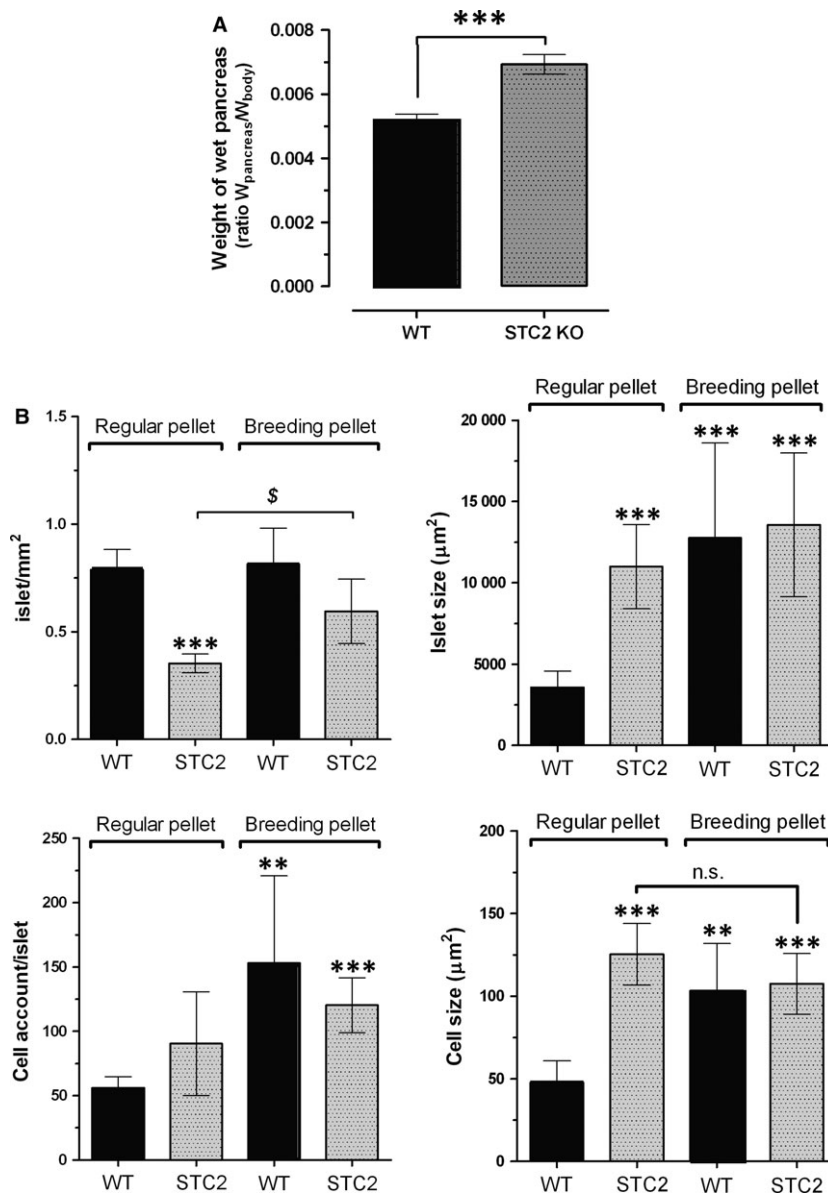 A
***
Weight of wet pancreas
(ratio Wpancreas/Wbody)
0.008
0.006
0.004
0.002
0.000
WT
STC2 KO
B
Regular pellet
Breeding pellet
islet/mm²
1.5
1.0
0.5
0.0
$
***
WT
STC2
WT
STC2
Regular pellet
Breeding pellet
Islet size (µm²)
20 000
15 000
10 000
5000
0
***
***
***
WT
STC2
WT
STC2
Regular pellet
Breeding pellet
Cell account/islet
250
200
150
100
50
0
**
***
WT
STC2
WT
STC2
Regular pellet
Breeding pellet
Cell size (µm²)
200
150
100
50
0
n.s.
***
**
***
WT
STC2
WT
STC2